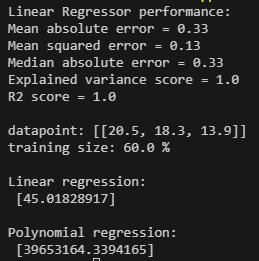 Linear Regressor performance:
Mean absolute error = 0.33
Mean squared error = 0.13
Median absolute error = 0.33
Explained variance score = 1.0
R2 score = 1.0
datapoint: [[20.5, 18.3, 13.9]]
training size: 60.0 %
Linear regression:
[45.01828917]
Polynomial regression:
[39653164.3394165]